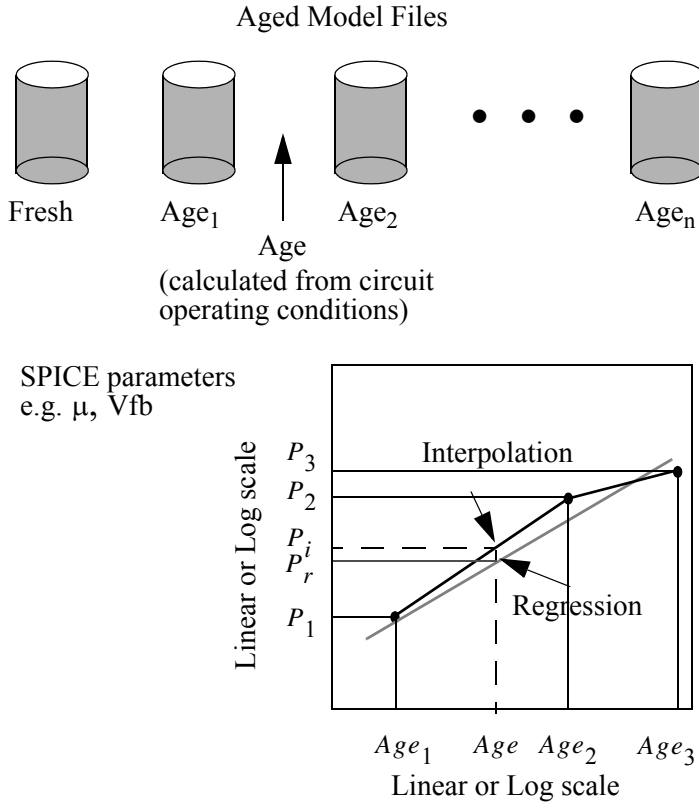 Aged Model Files
Fresh
Age1
Age2
Agen
Age
(calculated from circuit
operating conditions)
SPICE parameters
e.g. μ, Vfb
Linear or Log scale
P3
P2
Pi
Pr
P1
Interpolation
Regression
Age1 Age Age2 Age3
Linear or Log scale